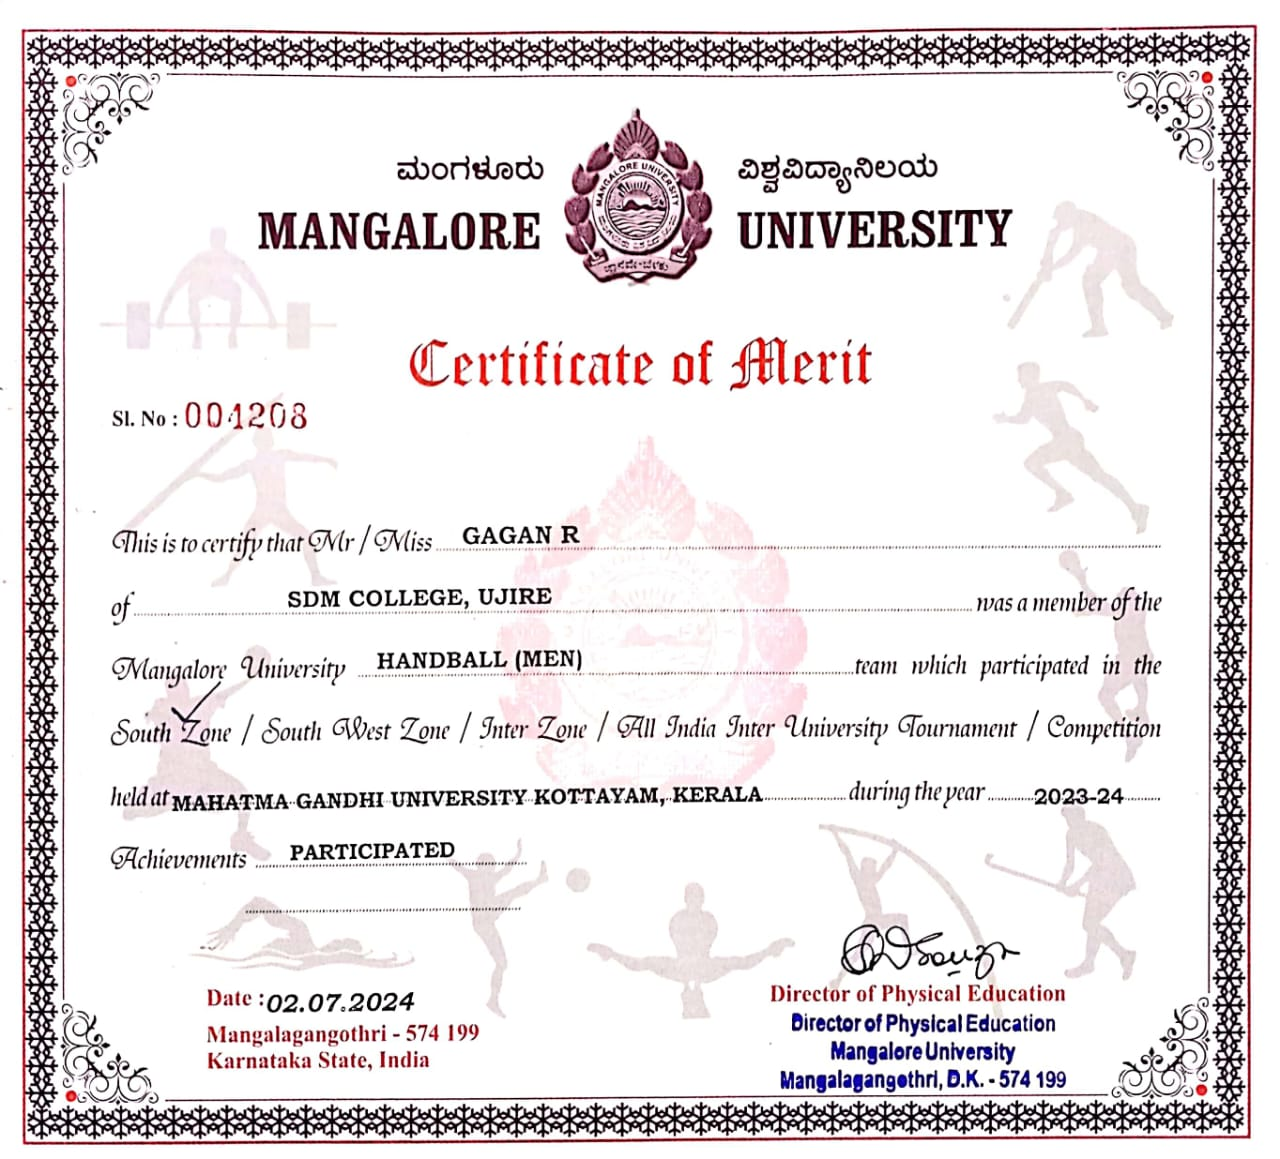 ಮಂಗಳೂರು ವಿಶ್ವವಿದ್ಯಾನಿಲಯ
MANGALORE UNIVERSITY
MANGALORE UNIVERSITY
Certificate of Merit
Sl. No : 001208
This is to certify that Mr / Miss GAGAN R
of SDM COLLEGE, UJIRE was a member of the
Mangalore University HANDBALL (MEN) team which participated in the
South Zone / South West Zone / Inter Zone / All India Inter University Tournament / Competition
held at MAHATMA GANDHI UNIVERSITY KOTTAYAM, KERALA during the year 2023-24
Achievements PARTICIPATED
Date : 02.07.2024
Mangalagangothri - 574 199
Karnataka State, India
Director of Physical Education
Director of Physical Education
Mangalore University
Mangalagangothri, D.K. - 574 199